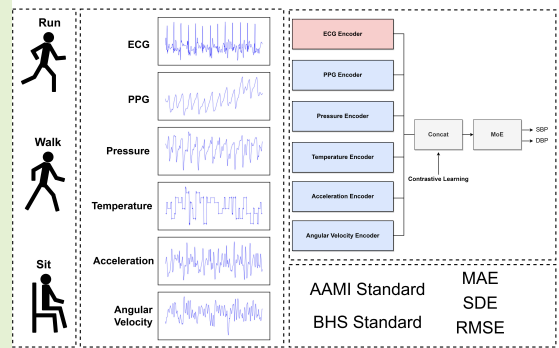 Run
Walk
Sit
ECG
PPG
Pressure
Temperature
Acceleration
Angular
Velocity
ECG Encoder
PPG Encoder
Pressure Encoder
Temperature Encoder
Acceleration Encoder
Angular Velocity Encoder
Concat
MoE
SBP
DBP
Contrastive Learning
AAMI Standard
BHS Standard
MAE
SDE
RMSE